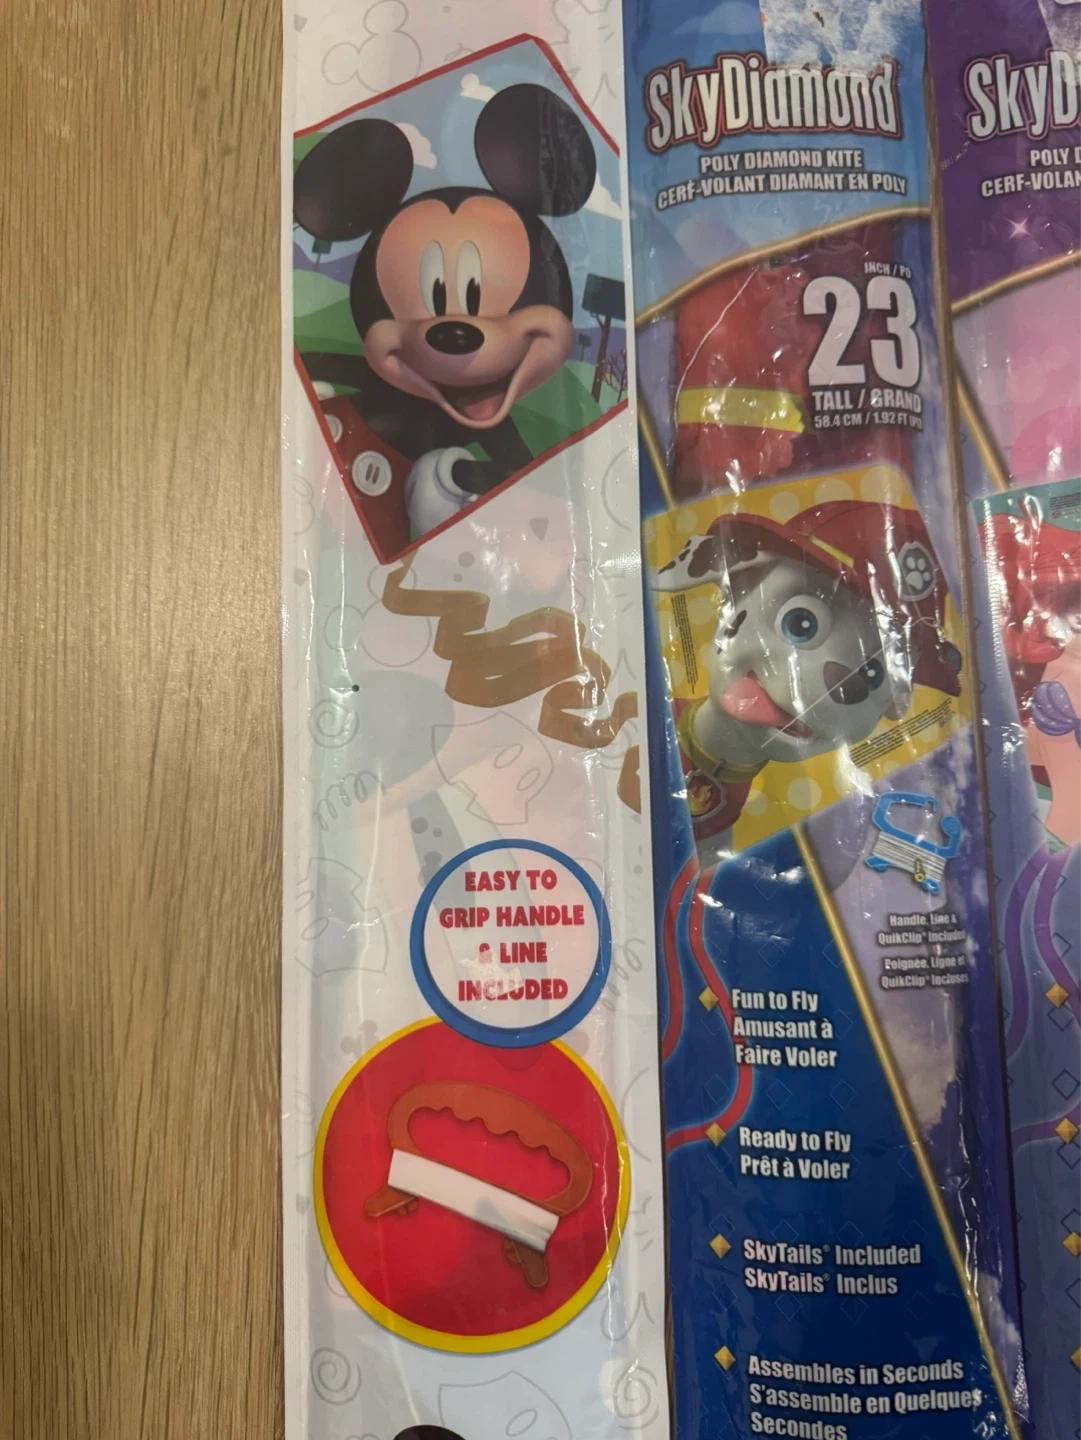 EASY TO
GRIP HANDLE
& LINE
INCLUDED
SkyDiamond
POLY DIAMOND KITE
CERF-VOLANT DIAMANT EN POLY
INCH / PO
23
TALL / GRAND
58.4 CM / 1.92 FT
Handle, Line &
QuikClip® Included
Poignée, Ligne et
QuikClip® Incluses
Fun to Fly
Amusant à
Faire Voler
Ready to Fly
Prêt à Voler
SkyTails® Included
SkyTails® Inclus
Assembles in Seconds
S'assemble en Quelques
Secondes
SkyD
POLY D
CERF-VOLAN